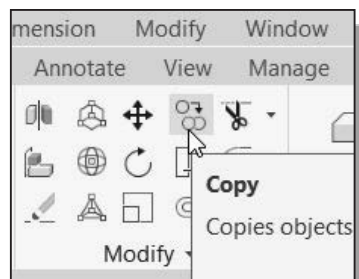 mension Modify Window
Annotate View Manage
Copy
Copies objects
Modify